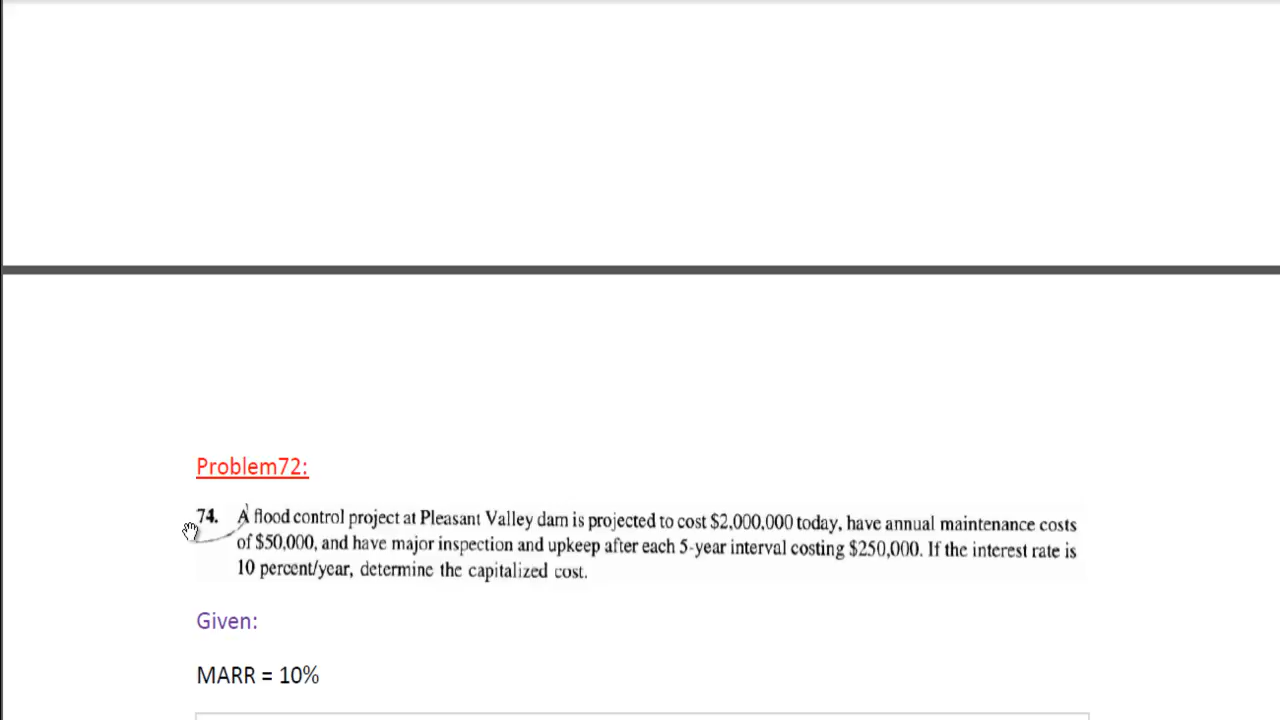 Problem72:
74. A flood control project at Pleasant Valley dam is projected to cost $2,000,000 today, have annual maintenance costs
of $50,000, and have major inspection and upkeep after each 5-year interval costing $250,000. If the interest rate is
10 percent/year, determine the capitalized cost.
Given:
MARR = 10%